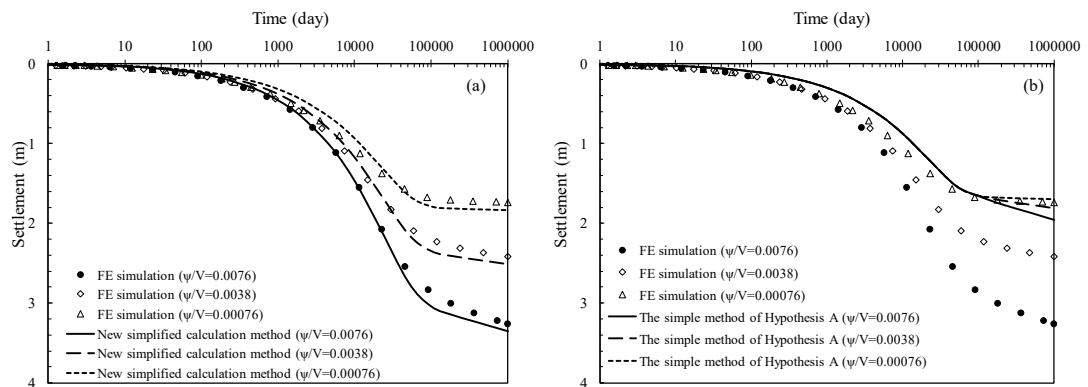 Time (day)
1 10 100 1000 10000 100000 1000000
0
1
2
3
4
Settlement (m)
(a)
FE simulation (ψ/V=0.0076)
FE simulation (ψ/V=0.0038)
FE simulation (ψ/V=0.00076)
New simplified calculation method (ψ/V=0.0076)
New simplified calculation method (ψ/V=0.0038)
New simplified calculation method (ψ/V=0.00076)
Time (day)
1 10 100 1000 10000 100000 1000000
0
1
2
3
4
Settlement (m)
(b)
FE simulation (ψ/V=0.0076)
FE simulation (ψ/V=0.0038)
FE simulation (ψ/V=0.00076)
The simple method of Hypothesis A (ψ/V=0.0076)
The simple method of Hypothesis A (ψ/V=0.0038)
The simple method of Hypothesis A (ψ/V=0.00076)